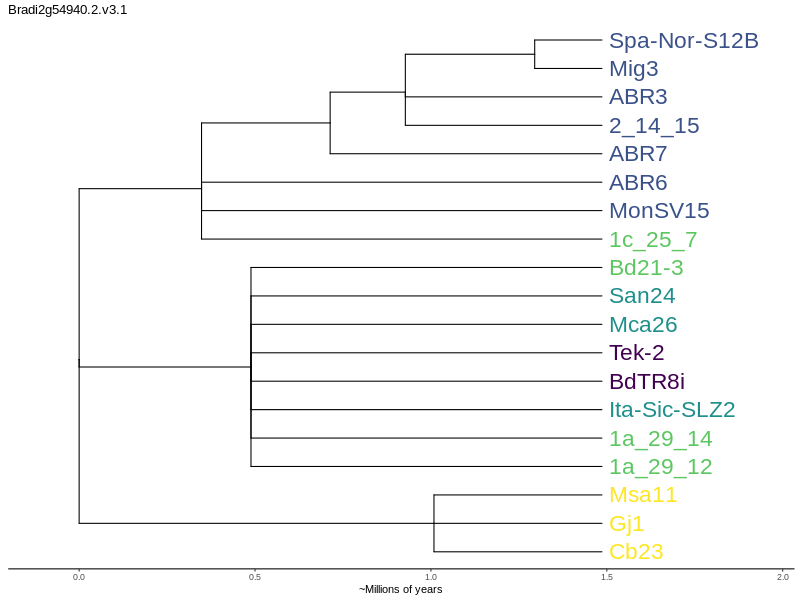 Bradi2g54940.2.v3.1
Spa-Nor-S12B
Mig3
ABR3
2_14_15
ABR7
ABR6
MonSV15
1c_25_7
Bd21-3
San24
Mca26
Tek-2
BdTR8i
Ita-Sic-SLZ2
1a_29_14
1a_29_12
Msa11
Gj1
Cb23
0.0 0.5 1.0 1.5 2.0
~Millions of years